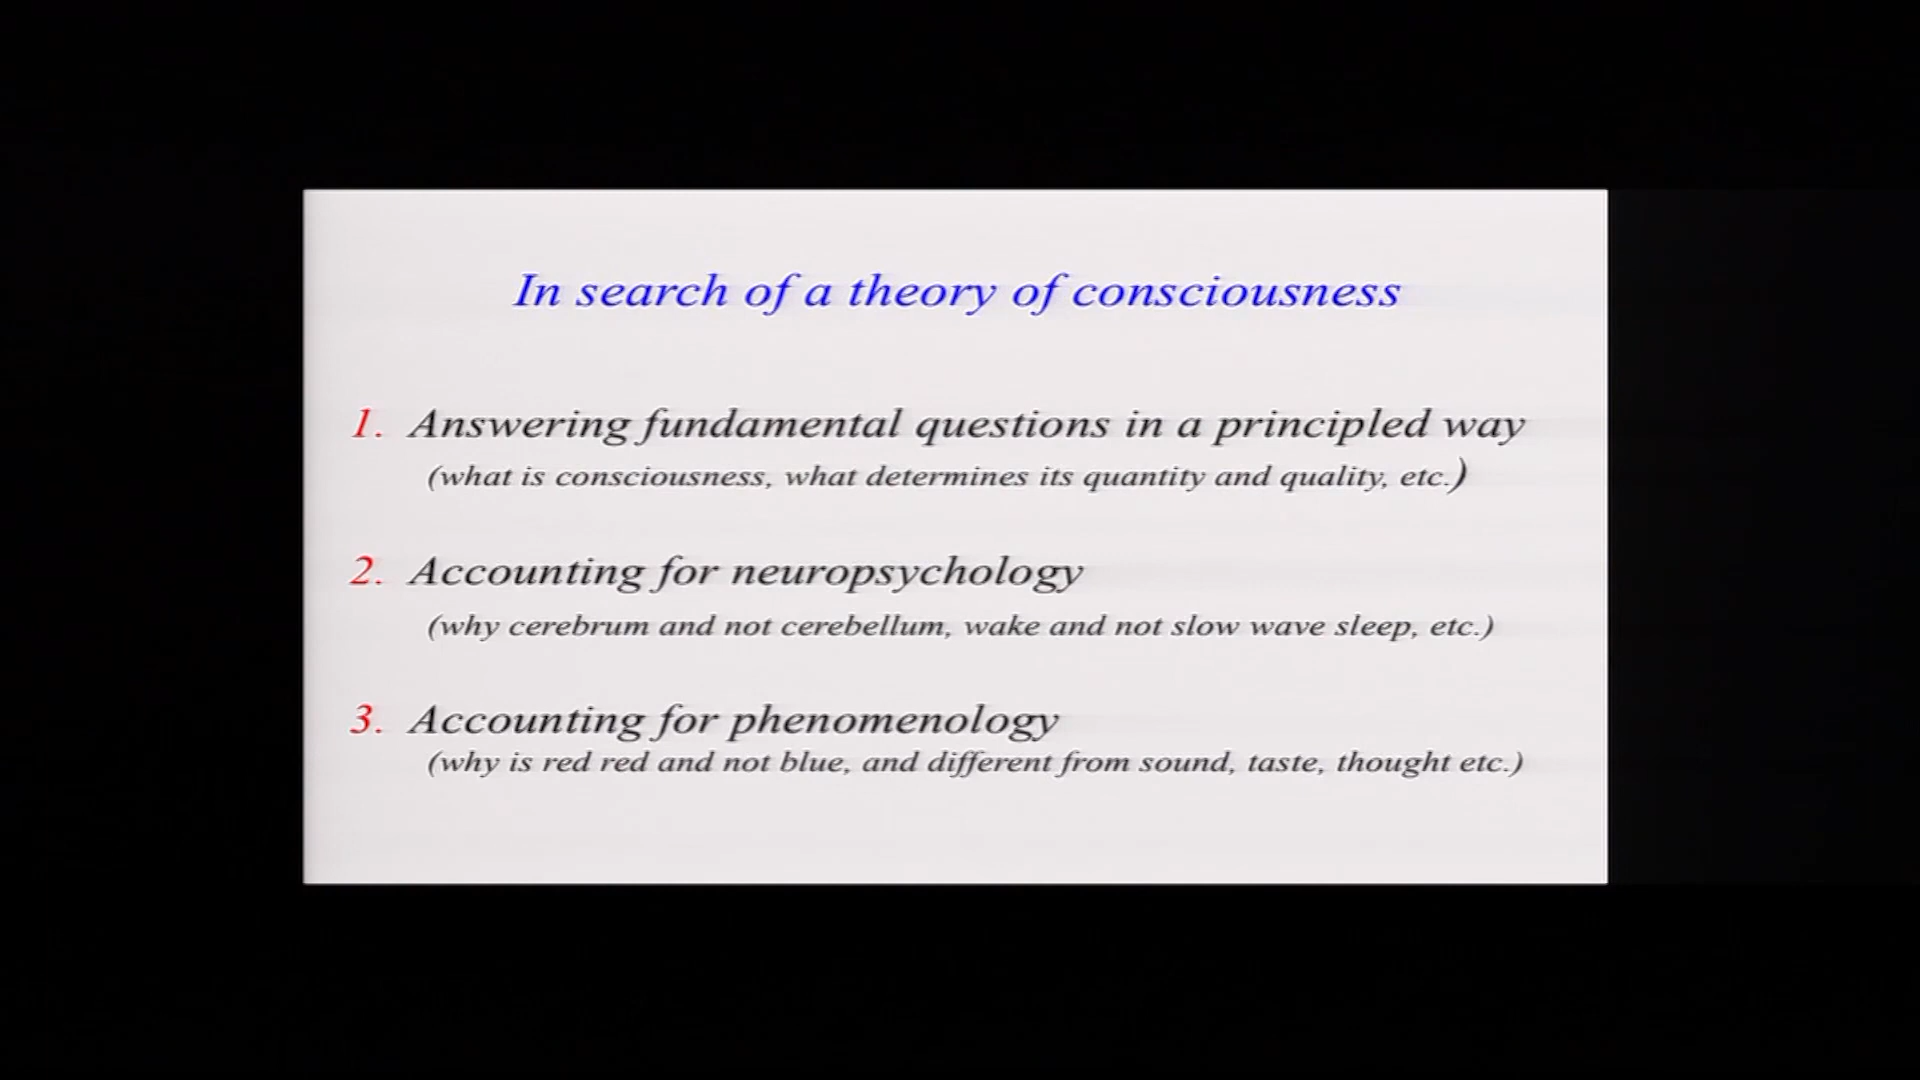 In search of a theory of consciousness
1. Answering fundamental questions in a principled way
(what is consciousness, what determines its quantity and quality, etc.)
2. Accounting for neuropsychology
(why cerebrum and not cerebellum, wake and not slow wave sleep, etc.)
3. Accounting for phenomenology
(why is red red and not blue, and different from sound, taste, thought etc.)